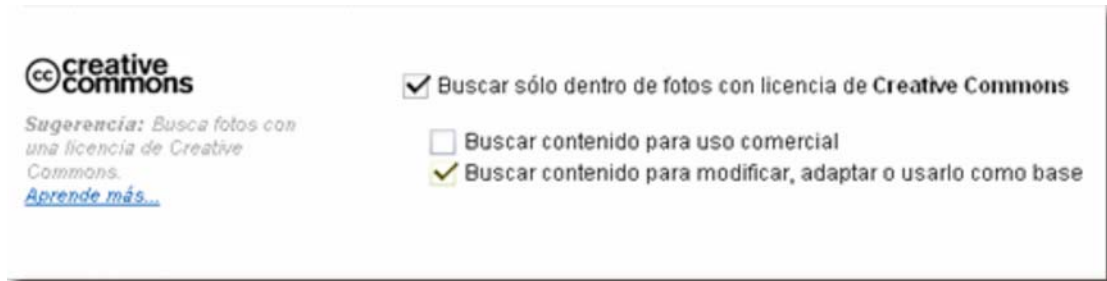 cc creative
commons
Sugerencia: Busca fotos con
una licencia de Creative
Commons.
Aprende más...
Buscar sólo dentro de fotos con licencia de Creative Commons
Buscar contenido para uso comercial
Buscar contenido para modificar, adaptar o usarlo como base